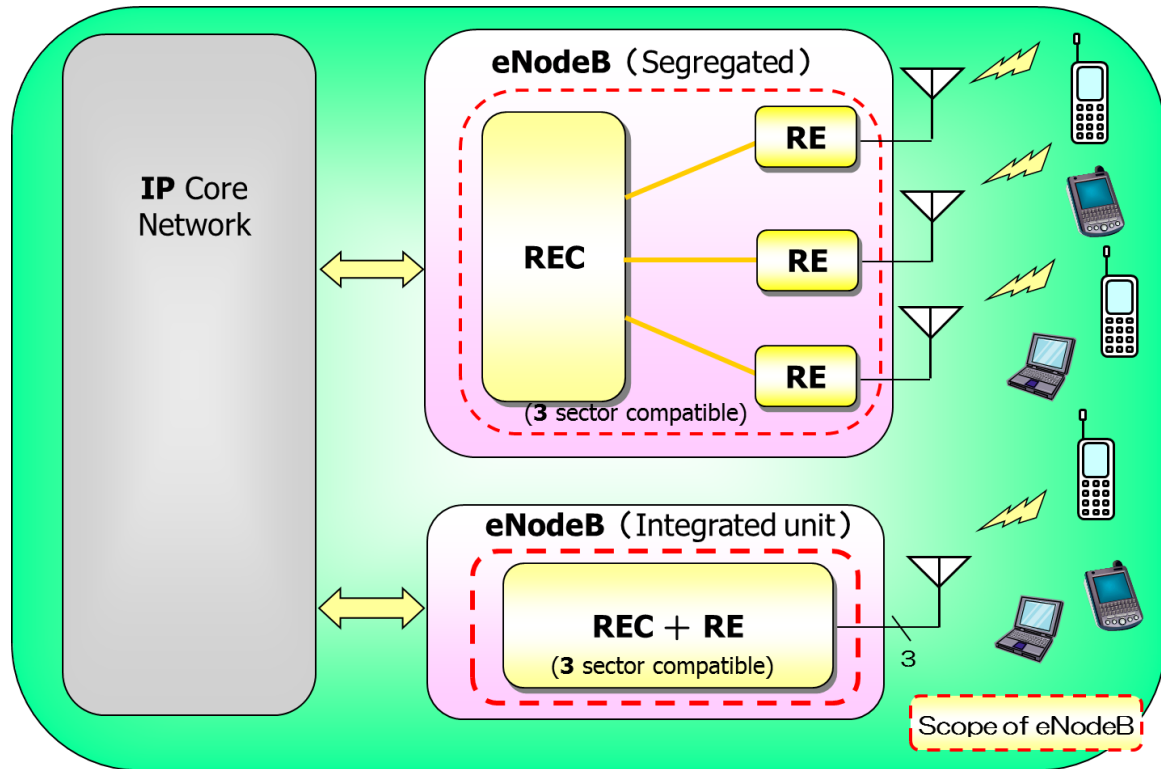 IP Core
Network
eNodeB（Segregated）
REC
RE
RE
RE
(3 sector compatible)
eNodeB（Integrated unit）
REC＋RE
(3 sector compatible)
3
Scope of eNodeB